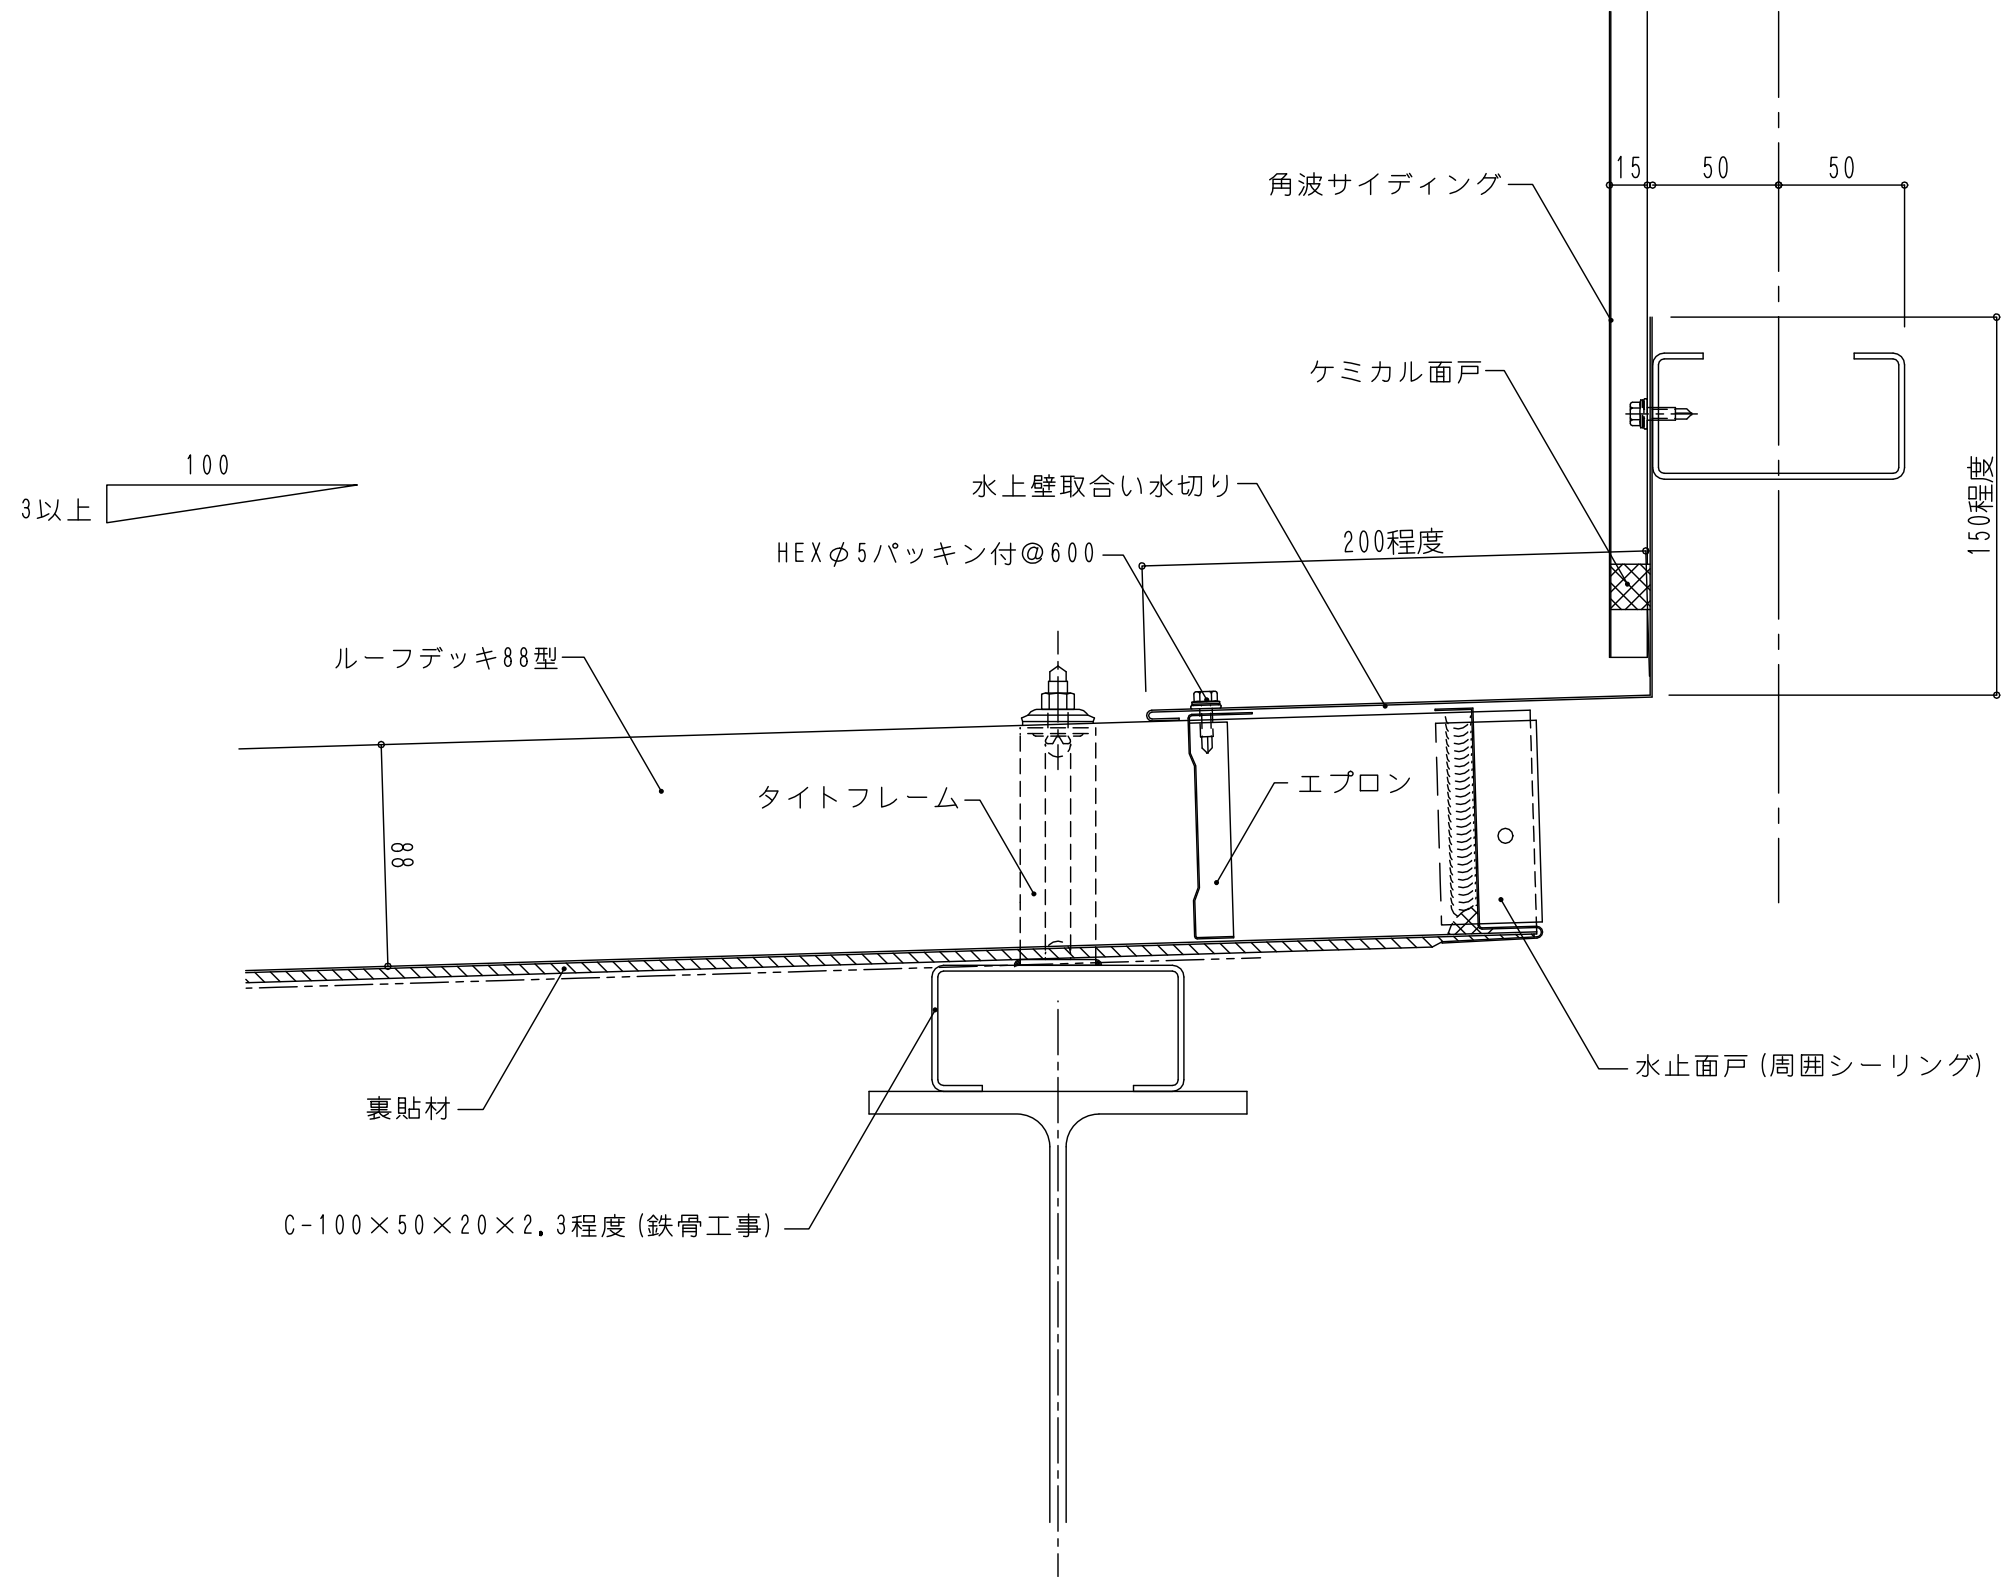 15
50
50
角波サイディング
ケミカル面戸
100
3以上
水上壁取合い水切り
150程度
200程度
HEXφ5パッキン付@600
ルーフデッキ88型
タイトフレーム
エプロン
88
水止面戸(周囲シーリング)
裏貼材
C-100×50×20×2.3程度(鉄骨工事)